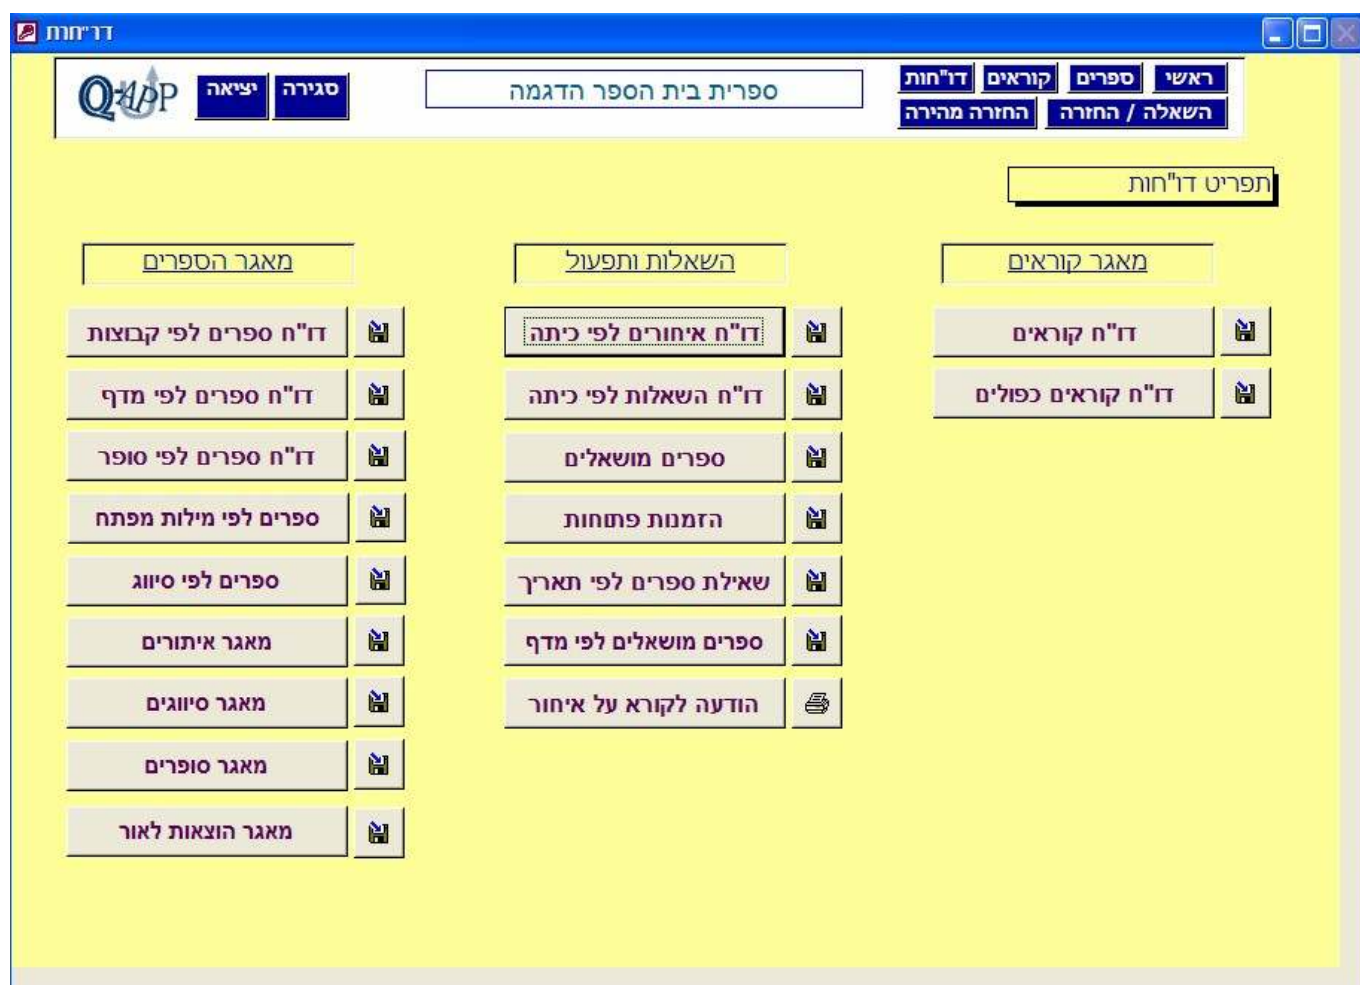 דו"חות
ראשי ספרים קוראים דו"חות
השאלה / החזרה החזרה מהירה
ספרית בית הספר הדגמה
סגירה יציאה
Q-APP
תפריט דו"חות
מאגר קוראים
דו"ח קוראים
דו"ח קוראים כפולים
השאלות ותפעול
דו"ח איחורים לפי כיתה
דו"ח השאלות לפי כיתה
ספרים מושאלים
הזמנות פתוחות
שאילת ספרים לפי תאריך
ספרים מושאלים לפי מדף
הודעה לקורא על איחור
מאגר הספרים
דו"ח ספרים לפי קבוצות
דו"ח ספרים לפי מדף
דו"ח ספרים לפי סופר
ספרים לפי מילות מפתח
ספרים לפי סיווג
מאגר איתורים
מאגר סיווגים
מאגר סופרים
מאגר הוצאות לאור